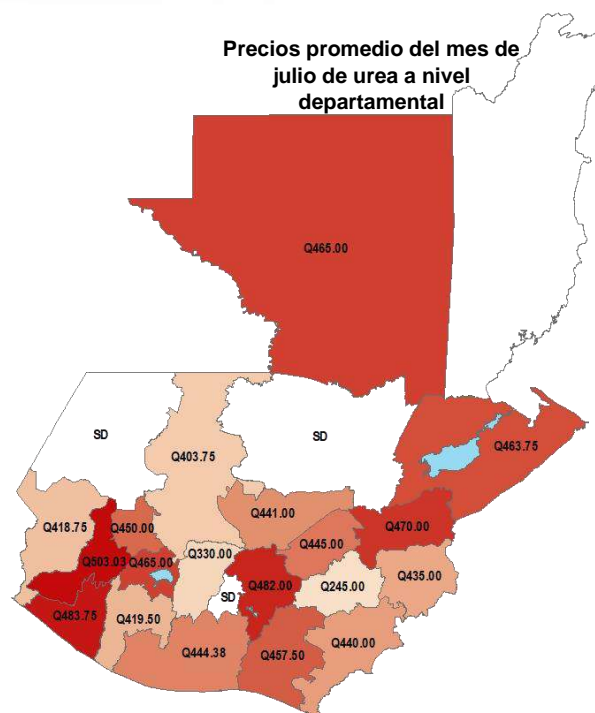 Precios promedio del mes de
julio de urea a nivel
departamental
Q465.00
SD
SD
Q403.75
Q463.75
Q418.75
Q450.00
Q441.00
Q470.00
Q503.03
Q465.00
Q330.00
Q445.00
Q435.00
Q482.00
Q245.00
SD
Q483.75
Q419.50
Q444.38
Q457.50
Q440.00